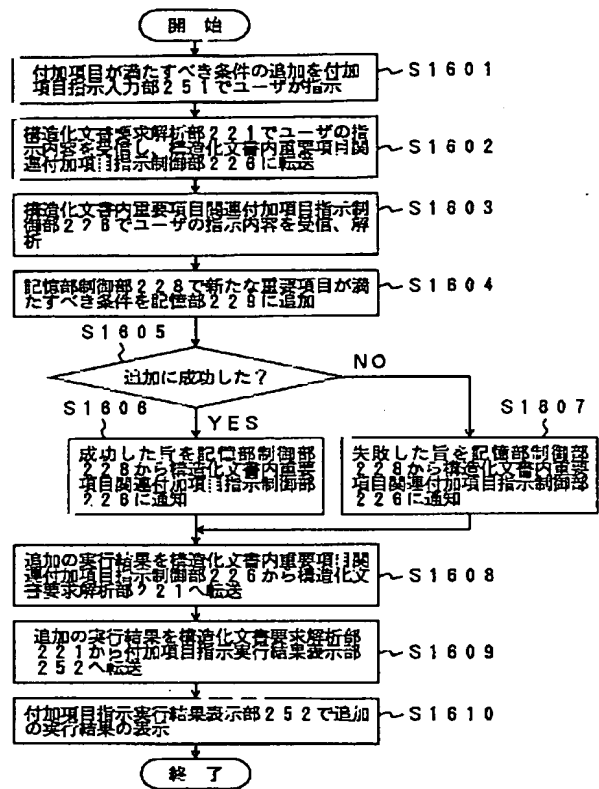 開 始
付加項目が満たすべき条件の追加を付加
項目指示入力部251でユーザが指示
S1601
構造化文書要求解析部221でユーザの指
示内容を受信し、構造化文書内重要項目関
連付加項目指示制御部226に転送
S1602
構造化文書内重要項目関連付加項目指示制
御部226でユーザの指示内容を受信、解
析
S1603
記憶部制御部228で新たな重要項目が満
たすべき条件を記憶部229に追加
S1604
S1605
追加に成功した?
NO
S1606
YES
S1607
成功した旨を記憶部制御部
228から構造化文書内重要
項目関連付加項目指示制御部
226に通知
失敗した旨を記憶部制御部
228から構造化文書内重要
項目関連付加項目指示制御部
226に通知
追加の実行結果を構造化文書内重要項目関
連付加項目指示制御部226から構造化文
書要求解析部221へ転送
S1608
追加の実行結果を構造化文書要求解析部
221から付加項目指示実行結果表示部
252へ転送
S1609
付加項目指示実行結果表示部252で追加
の実行結果の表示
S1610
終 了